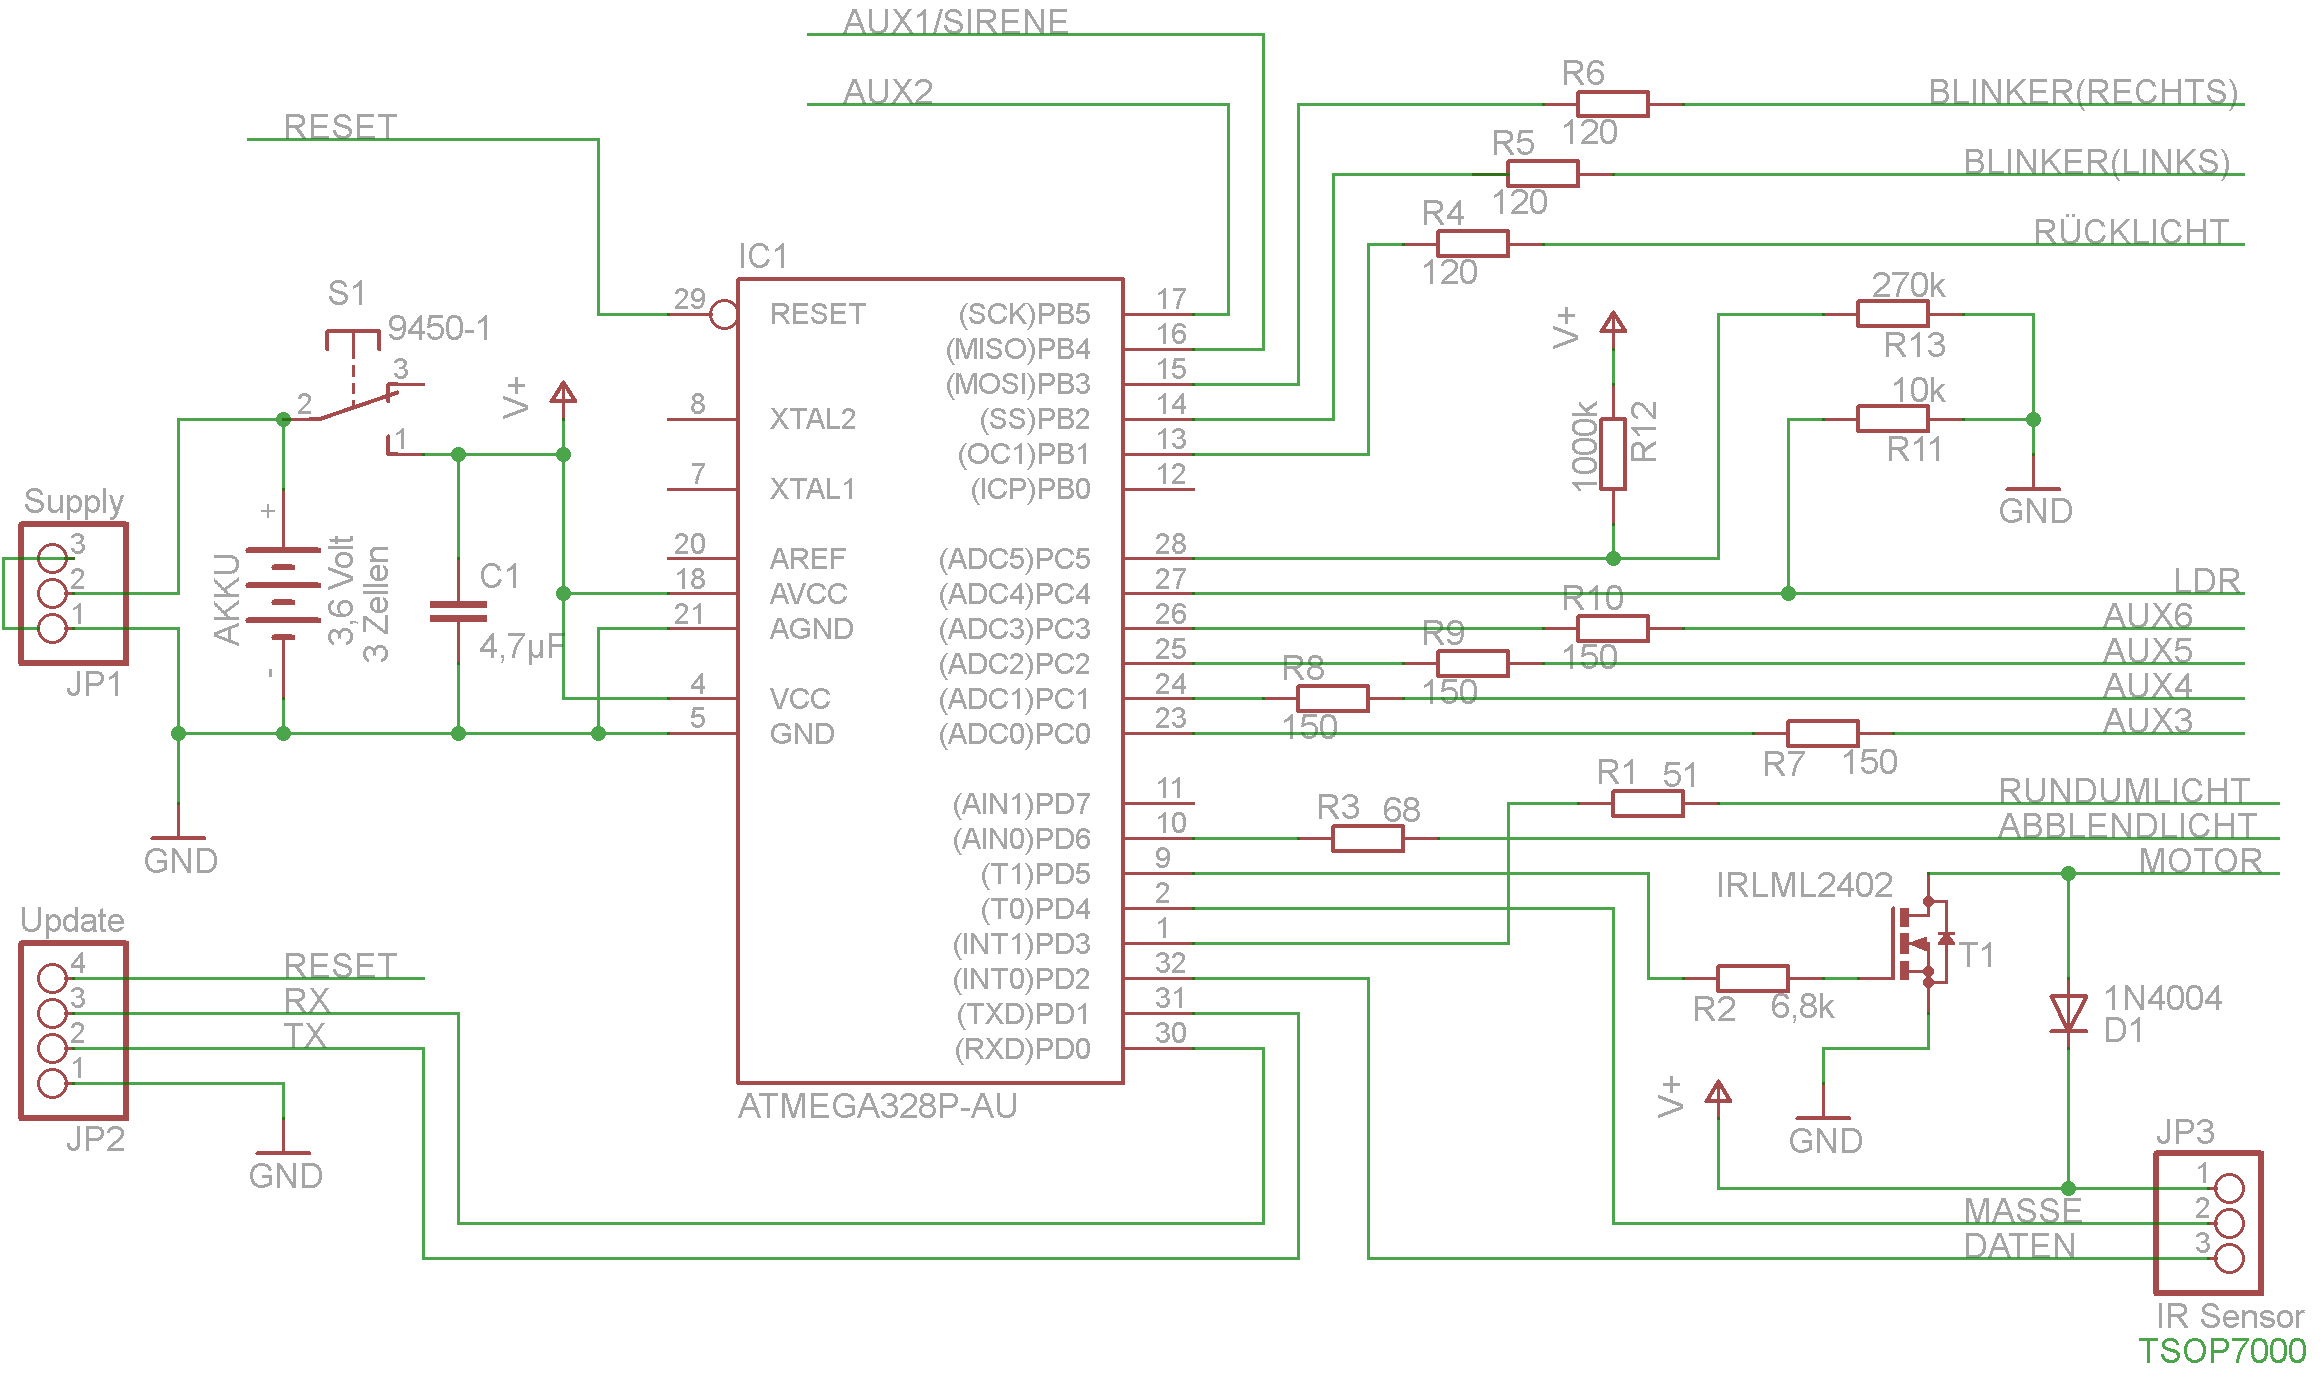 AUX1/SIRENE
AUX2
RESET
R6
120
BLINKER(RECHTS)
R5
120
BLINKER(LINKS)
R4
120
RÜCKLICHT
S1
9450-1
2
3
1
V+
Supply
3
2
1
JP1
+
-
AKKU
3,6 Volt
3 Zellen
C1
4,7µF
GND
IC1
29
RESET
8
XTAL2
7
XTAL1
20
AREF
18
AVCC
21
AGND
4
VCC
5
GND
(SCK)PB5
17
(MISO)PB4
16
(MOSI)PB3
15
(SS)PB2
14
(OC1)PB1
13
(ICP)PB0
12
(ADC5)PC5
28
(ADC4)PC4
27
(ADC3)PC3
26
(ADC2)PC2
25
(ADC1)PC1
24
(ADC0)PC0
23
(AIN1)PD7
11
(AIN0)PD6
10
(T1)PD5
9
(T0)PD4
2
(INT1)PD3
1
(INT0)PD2
32
(TXD)PD1
31
(RXD)PD0
30
ATMEGA328P-AU
V+
1000k
R12
270k
R13
10k
R11
GND
LDR
R10
150
AUX6
R9
150
AUX5
R8
150
AUX4
R7
150
AUX3
R1
51
RUNDUMLICHT
R3
68
ABBLENDLICHT
MOTOR
IRLML2402
T1
R2
6,8k
1N4004
D1
V+
GND
Update
4
RESET
3
RX
2
TX
1
JP2
GND
JP3
1
MASSE
2
DATEN
3
IR Sensor
TSOP7000